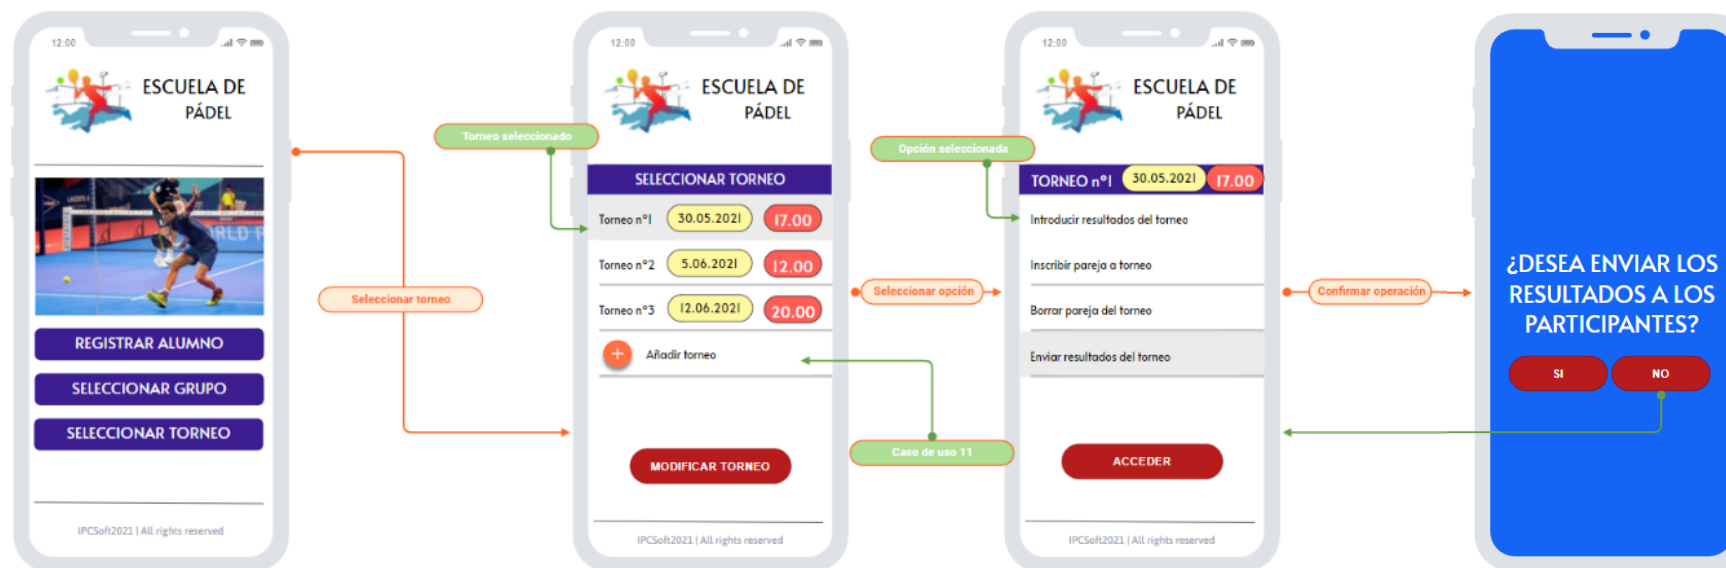 12:00
ESCUELA DE
PÁDEL
REGISTRAR ALUMNO
SELECCIONAR GRUPO
SELECCIONAR TORNEO
IPCSoft2021 | All rights reserved
Seleccionar torneo
Torneo seleccionado
12:00
ESCUELA DE
PÁDEL
SELECCIONAR TORNEO
Torneo nº1 30.05.2021 17.00
Torneo nº2 5.06.2021 12.00
Torneo nº3 12.06.2021 20.00
+ Añadir torneo
MODIFICAR TORNEO
IPCSoft2021 | All rights reserved
Seleccionar opción
Caso de uso 11
Opción seleccionada
12:00
ESCUELA DE
PÁDEL
TORNEO nº1 30.05.2021 17.00
Introducir resultados del torneo
Inscribir pareja a torneo
Borrar pareja del torneo
Enviar resultados del torneo
ACCEDER
IPCSoft2021 | All rights reserved
Confirmar operación
¿DESEA ENVIAR LOS
RESULTADOS A LOS
PARTICIPANTES?
SI NO